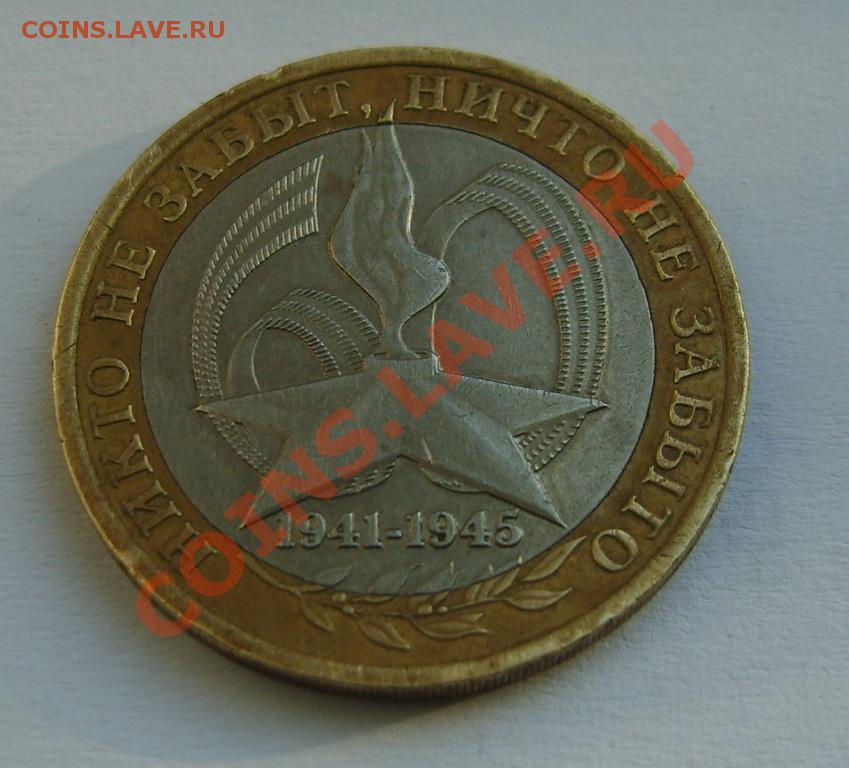 COINS.LAVE.RU
НИКТО НЕ ЗАБЫТ, НИЧТО НЕ ЗАБЫТО
1941-1945
COINS.LAVE.RU